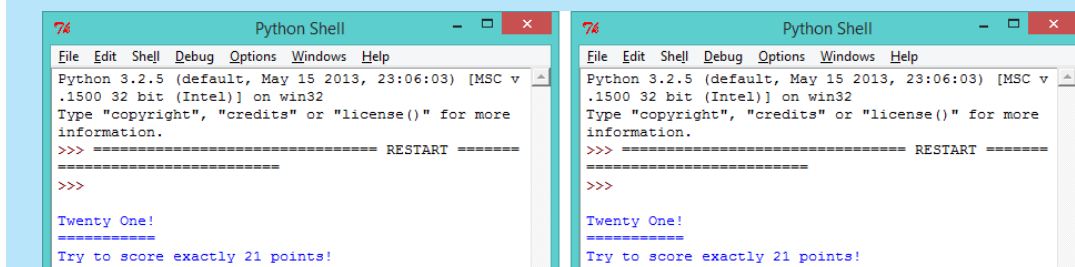 Python Shell
File Edit Shell Debug Options Windows Help
Python 3.2.5 (default, May 15 2013, 23:06:03) [MSC v
.1500 32 bit (Intel)] on win32
Type "copyright", "credits" or "license()" for more
information.
>>> ================================ RESTART =======
=========================
>>>
Twenty One!
===========
Try to score exactly 21 points!
Python Shell
File Edit Shell Debug Options Windows Help
Python 3.2.5 (default, May 15 2013, 23:06:03) [MSC v
.1500 32 bit (Intel)] on win32
Type "copyright", "credits" or "license()" for more
information.
>>> ================================ RESTART =======
=========================
>>>
Twenty One!
===========
Try to score exactly 21 points!